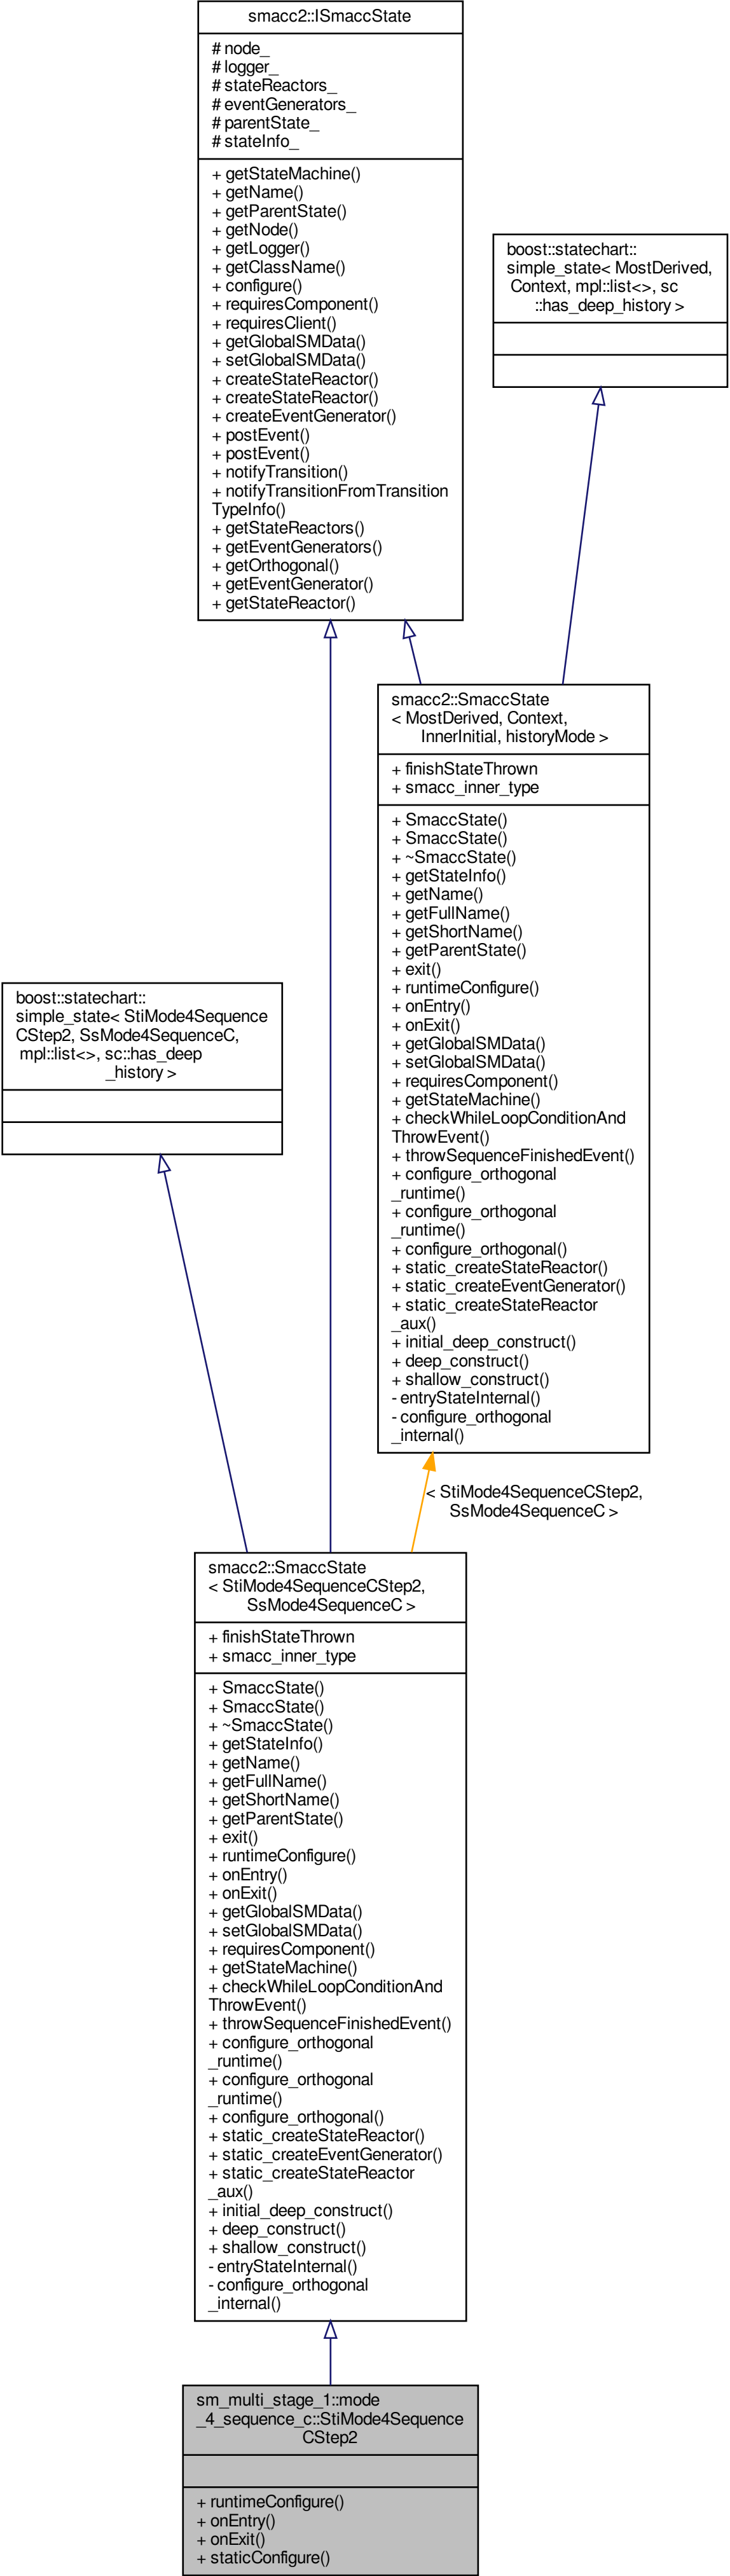 smacc2::ISmaccState
# node_
# logger_
# stateReactors_
# eventGenerators_
# parentState_
# stateInfo_
+ getStateMachine()
+ getName()
+ getParentState()
+ getNode()
+ getLogger()
+ getClassName()
+ configure()
+ requiresComponent()
+ requiresClient()
+ getGlobalSMData()
+ setGlobalSMData()
+ createStateReactor()
+ createStateReactor()
+ createEventGenerator()
+ postEvent()
+ postEvent()
+ notifyTransition()
+ notifyTransitionFromTransition
TypeInfo()
+ getStateReactors()
+ getEventGenerators()
+ getOrthogonal()
+ getEventGenerator()
+ getStateReactor()
boost::statechart::
simple_state< MostDerived,
Context, mpl::list<>, sc
::has_deep_history >
smacc2::SmaccState
< MostDerived, Context,
InnerInitial, historyMode >
+ finishStateThrown
+ smacc_inner_type
+ SmaccState()
+ SmaccState()
+ ~SmaccState()
+ getStateInfo()
+ getName()
+ getFullName()
+ getShortName()
+ getParentState()
+ exit()
+ runtimeConfigure()
+ onEntry()
+ onExit()
+ getGlobalSMData()
+ setGlobalSMData()
+ requiresComponent()
+ getStateMachine()
+ checkWhileLoopConditionAnd
ThrowEvent()
+ throwSequenceFinishedEvent()
+ configure_orthogonal
_runtime()
+ configure_orthogonal
_runtime()
+ configure_orthogonal()
+ static_createStateReactor()
+ static_createEventGenerator()
+ static_createStateReactor
_aux()
+ initial_deep_construct()
+ deep_construct()
+ shallow_construct()
- entryStateInternal()
- configure_orthogonal
_internal()
boost::statechart::
simple_state< StiMode4Sequence
CStep2, SsMode4SequenceC,
mpl::list<>, sc::has_deep
_history >
< StiMode4SequenceCStep2,
SsMode4SequenceC >
smacc2::SmaccState
< StiMode4SequenceCStep2,
SsMode4SequenceC >
+ finishStateThrown
+ smacc_inner_type
+ SmaccState()
+ SmaccState()
+ ~SmaccState()
+ getStateInfo()
+ getName()
+ getFullName()
+ getShortName()
+ getParentState()
+ exit()
+ runtimeConfigure()
+ onEntry()
+ onExit()
+ getGlobalSMData()
+ setGlobalSMData()
+ requiresComponent()
+ getStateMachine()
+ checkWhileLoopConditionAnd
ThrowEvent()
+ throwSequenceFinishedEvent()
+ configure_orthogonal
_runtime()
+ configure_orthogonal
_runtime()
+ configure_orthogonal()
+ static_createStateReactor()
+ static_createEventGenerator()
+ static_createStateReactor
_aux()
+ initial_deep_construct()
+ deep_construct()
+ shallow_construct()
- entryStateInternal()
- configure_orthogonal
_internal()
sm_multi_stage_1::mode
_4_sequence_c::StiMode4Sequence
CStep2
+ runtimeConfigure()
+ onEntry()
+ onExit()
+ staticConfigure()